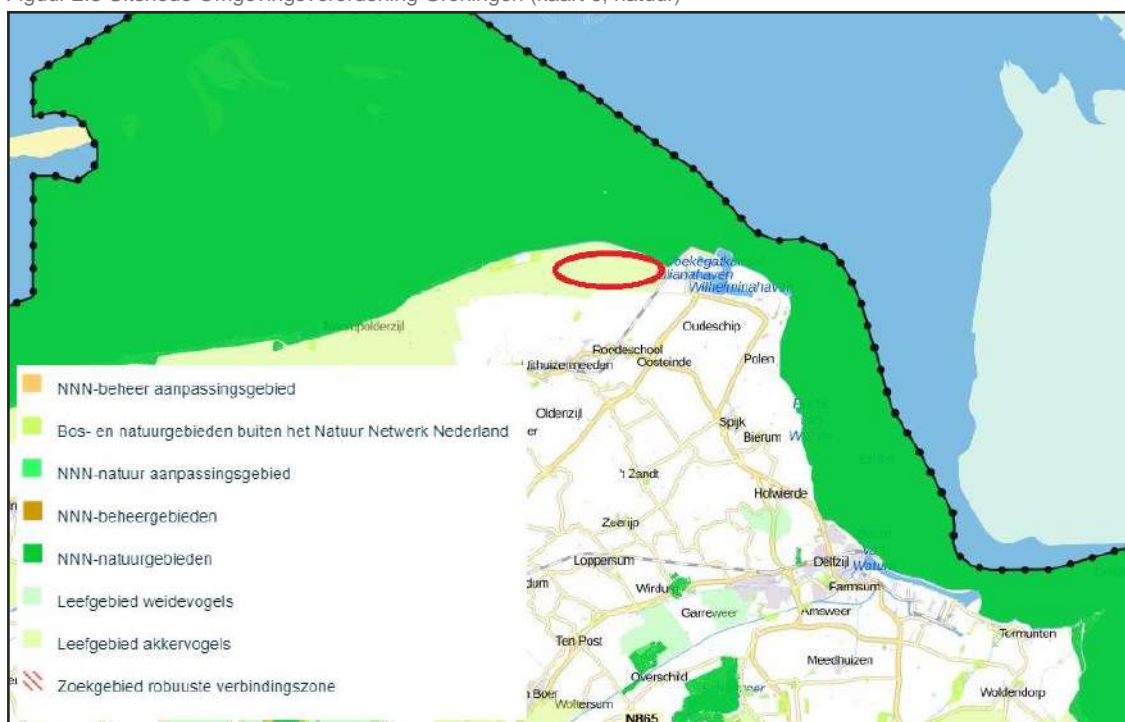 Figuur 2.3 Uitsnede Omgevingsverordening Groningen (kaart 6, natuur)
Wilhelminahaven
Oudeschip
Roodeschool
Oosteinde
Polen
Oldenzijl
Spijk
Bierum
't Zandt
Holwierde
Zeerijp
Loppersum
Delfzijl
Wirdum
Farmsum
Garreweer
Amsweer
Ten Post
Termunten
Meedhuizen
Overschild
Woldendorp
n Boer
Woltersum
N865
NNN-beheer aanpassingsgebied
Bos- en natuurgebieden buiten het Natuur Netwerk Nederland
NNN-natuur aanpassingsgebied
NNN-beheergebieden
NNN-natuurgebieden
Leefgebied weidevogels
Leefgebied akkervogels
Zoekgebied robuuste verbindingszone